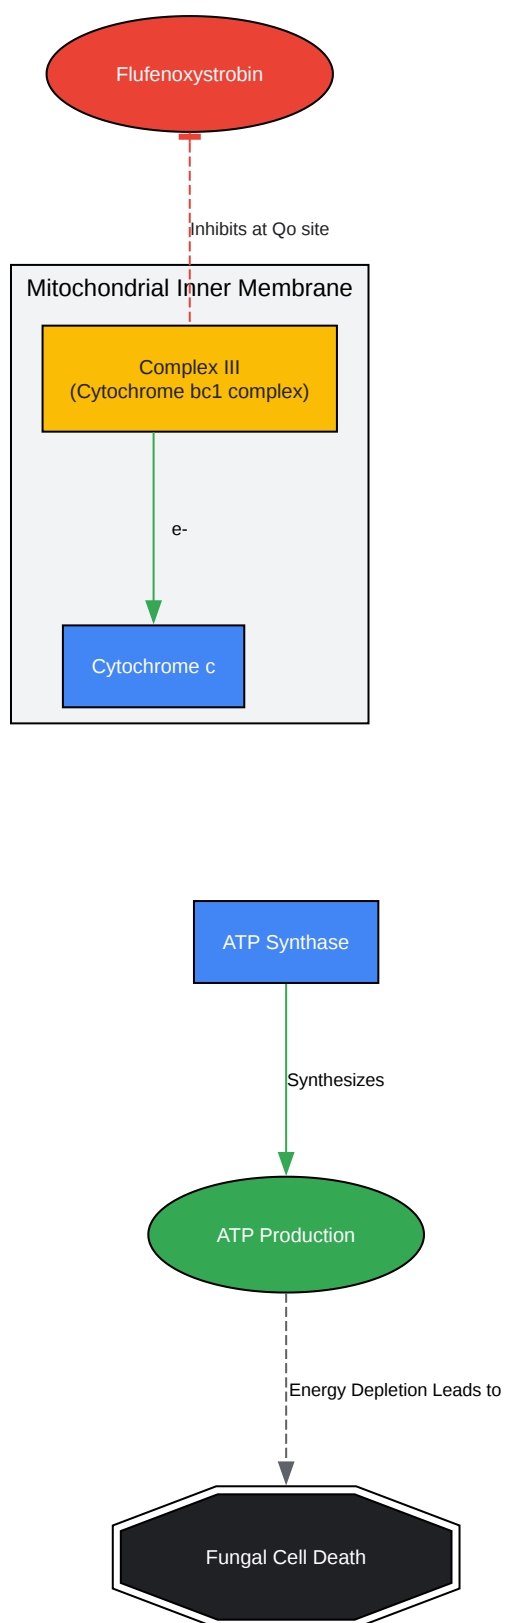 Flufenoxystrobin
Inhibits at Qo site
Mitochondrial Inner Membrane
Complex III
(Cytochrome bc1 complex)
e-
Cytochrome c
ATP Synthase
Synthesizes
ATP Production
Energy Depletion Leads to
Fungal Cell Death